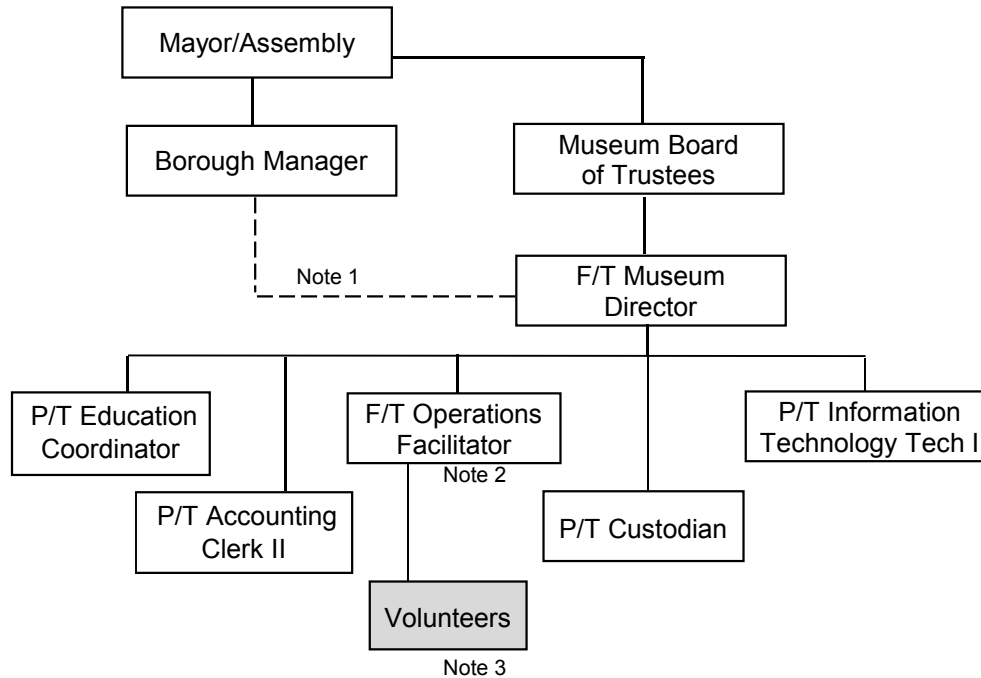 Mayor/Assembly
Borough Manager
Museum Board
of Trustees
Note 1
F/T Museum
Director
P/T Education
Coordinator
F/T Operations
Facilitator
P/T Information
Technology Tech I
Note 2
P/T Accounting
Clerk II
P/T Custodian
Volunteers
Note 3